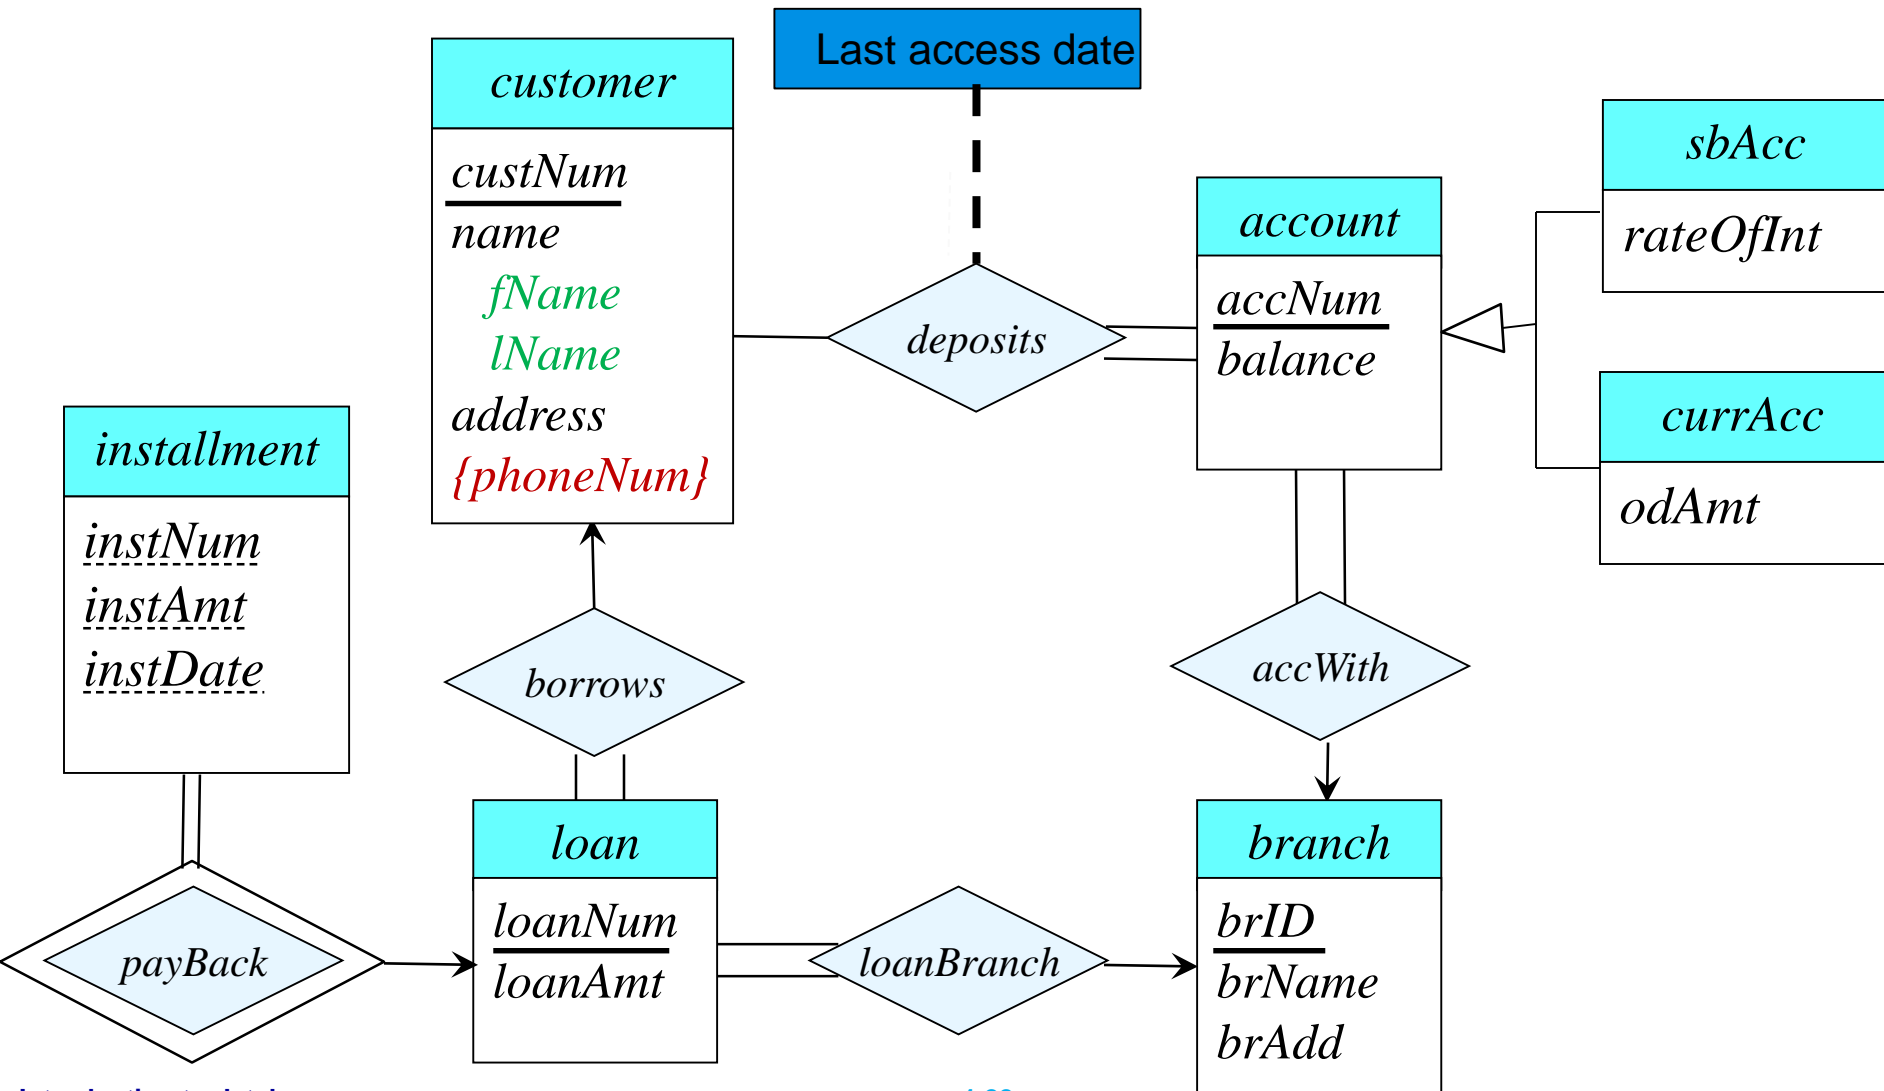 Last access date
customer
custNum
name
fName
lName
address
{phoneNum}
deposits
account
accNum
balance
sbAcc
rateOfInt
currAcc
odAmt
installment
instNum
instAmt
instDate
borrows
accWith
payBack
loan
loanNum
loanAmt
loanBranch
branch
brID
brName
brAdd